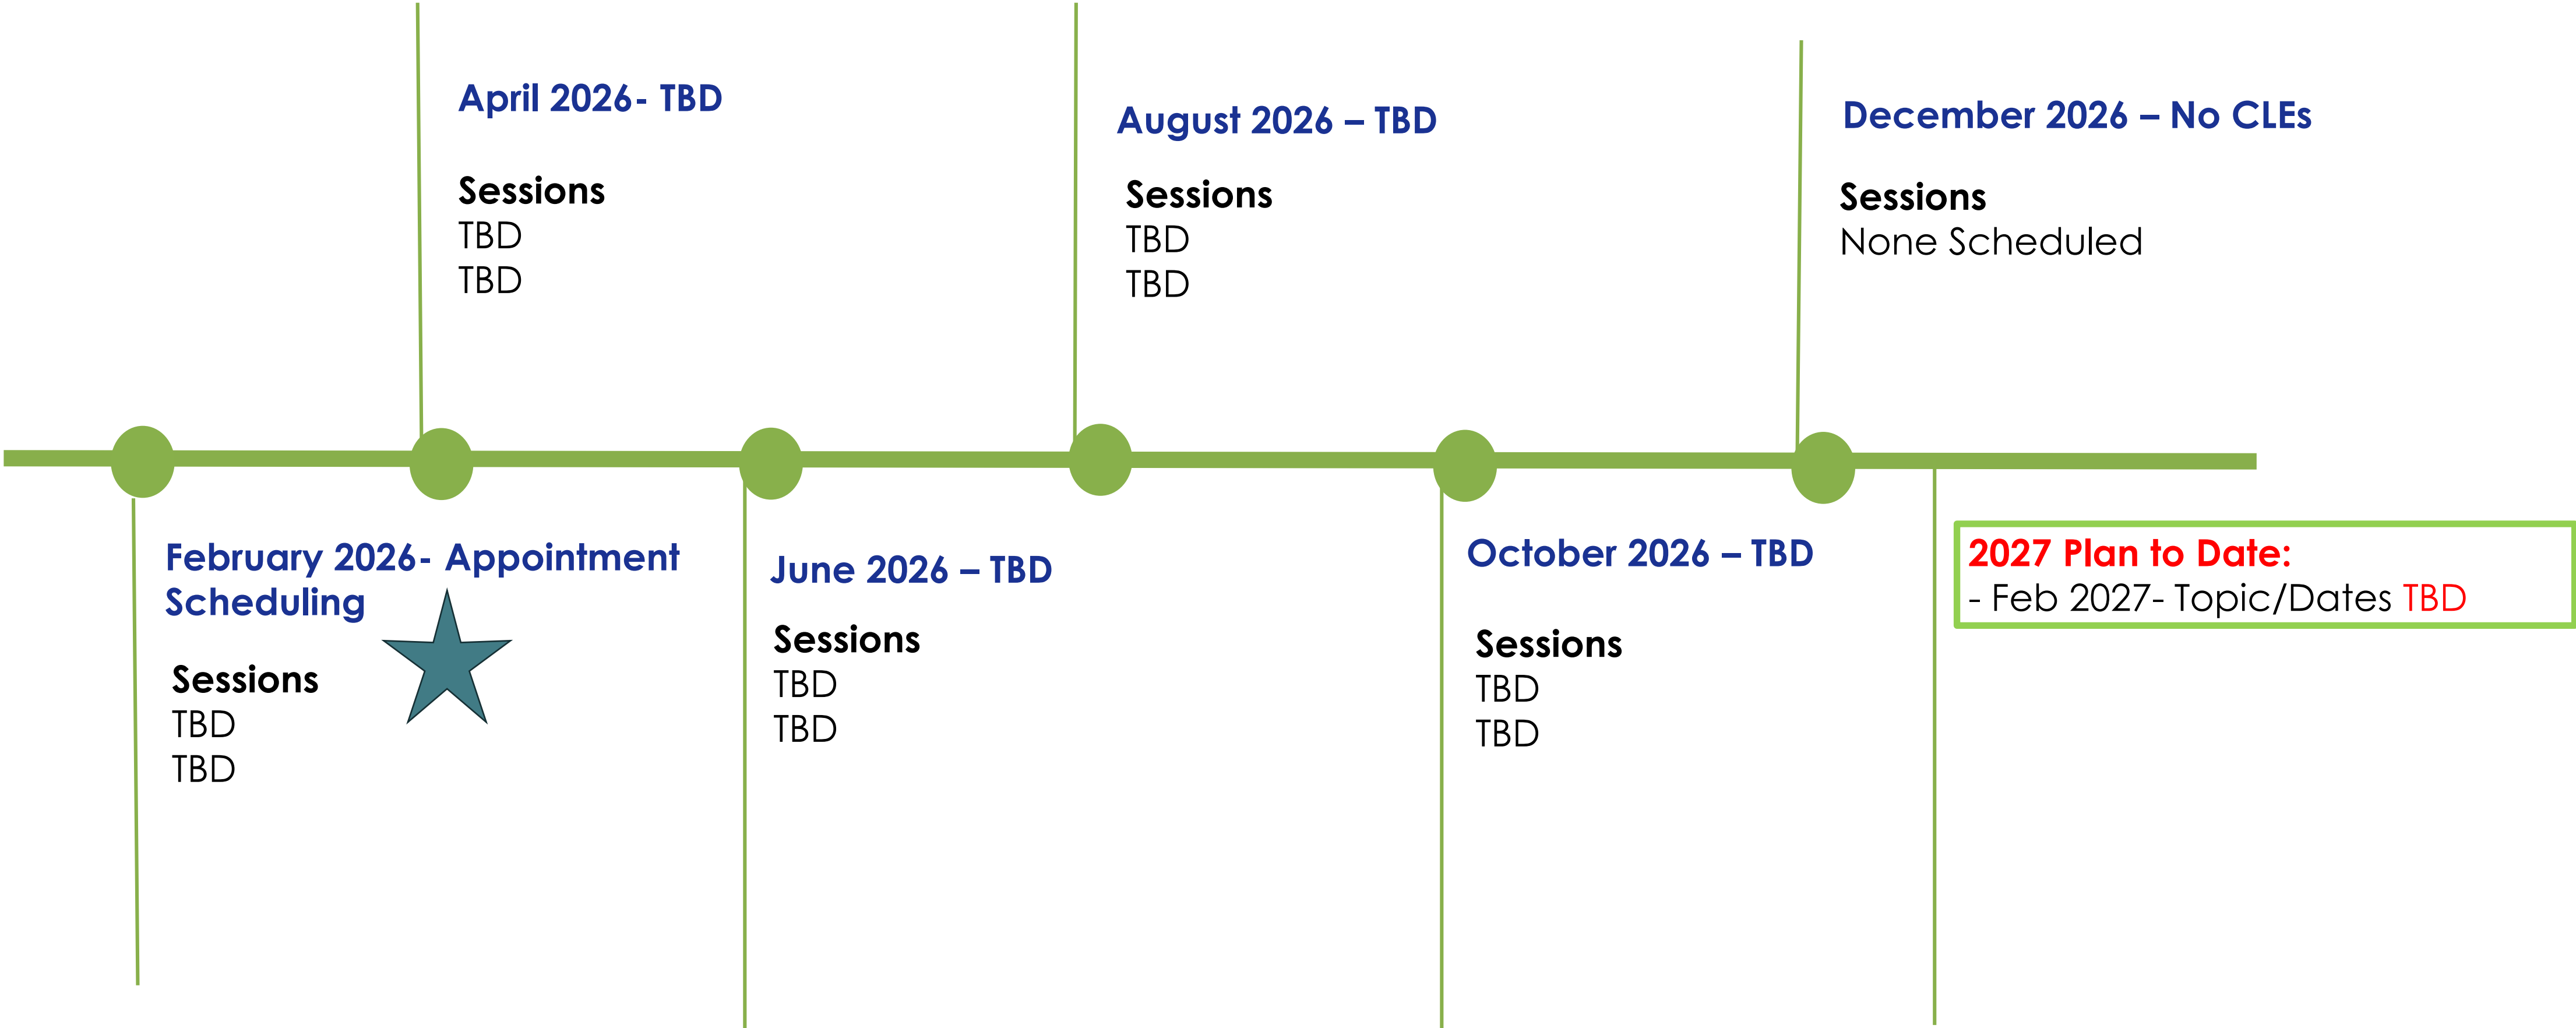 April 2026- TBD
Sessions
TBD
TBD
August 2026 – TBD
Sessions
TBD
TBD
December 2026 – No CLEs
Sessions
None Scheduled
February 2026- Appointment
Scheduling
Sessions
TBD
TBD
June 2026 – TBD
Sessions
TBD
TBD
October 2026 – TBD
Sessions
TBD
TBD
2027 Plan to Date:
- Feb 2027- Topic/Dates TBD